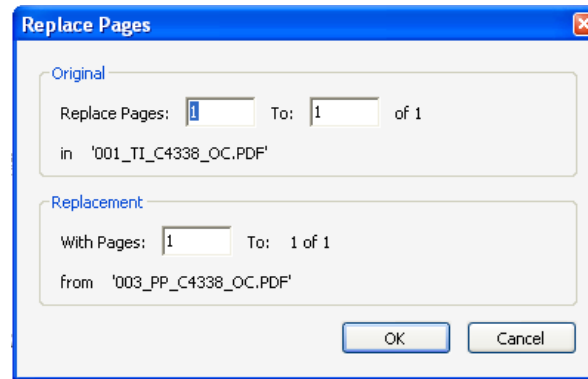 Replace Pages
Original
Replace Pages: 1 To: 1 of 1
in '001_TI_C4338_OC.PDF'
Replacement
With Pages: 1 To: 1 of 1
from '003_PP_C4338_OC.PDF'
OK Cancel